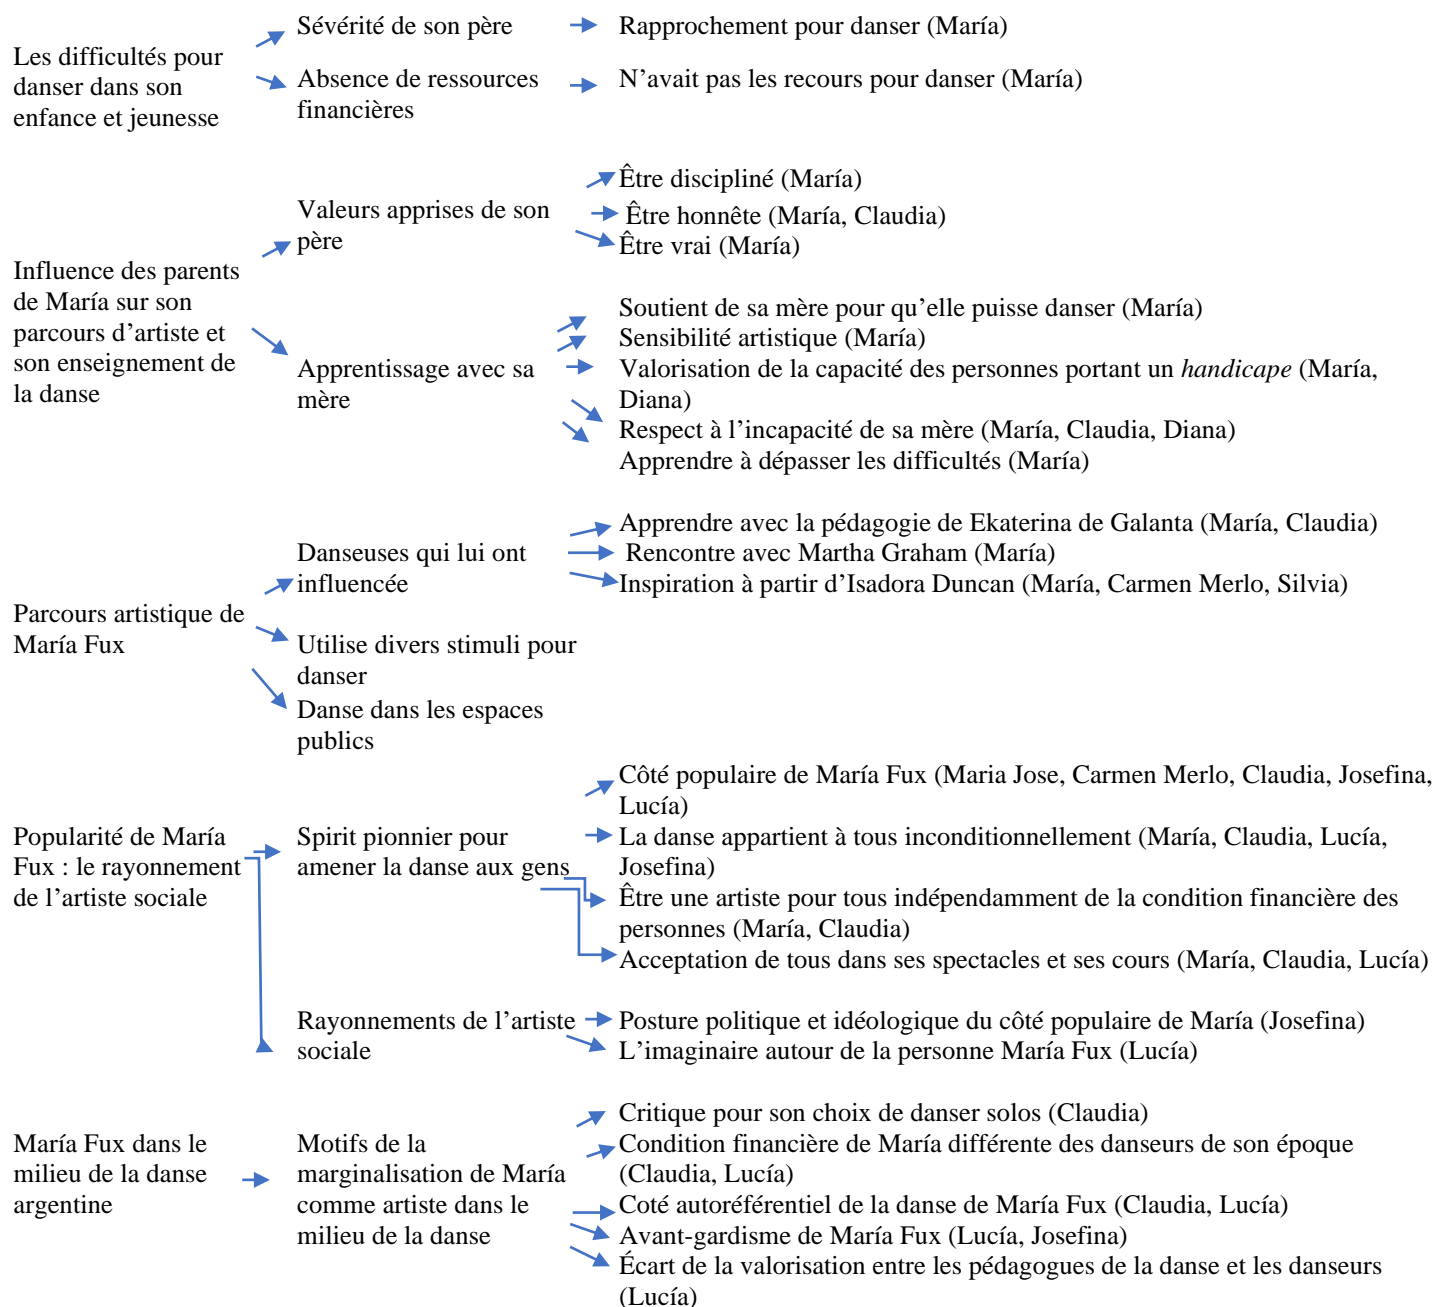 Les difficultés pour
danser dans son
enfance et jeunesse
Sévérité de son père
Rapprochement pour danser (María)
Absence de ressources
financières
N’avait pas les recours pour danser (María)
Influence des parents
de María sur son
parcours d’artiste et
son enseignement de
la danse
Valeurs apprises de son
père
Être discipliné (María)
Être honnête (María, Claudia)
Être vrai (María)
Apprentissage avec sa
mère
Soutient de sa mère pour qu’elle puisse danser (María)
Sensibilité artistique (María)
Valorisation de la capacité des personnes portant un handicape (María,
Diana)
Respect à l’incapacité de sa mère (María, Claudia, Diana)
Apprendre à dépasser les difficultés (María)
Parcours artistique de
María Fux
Danseuses qui lui ont
influencée
Apprendre avec la pédagogie de Ekaterina de Galanta (María, Claudia)
Rencontre avec Martha Graham (María)
Inspiration à partir d’Isadora Duncan (María, Carmen Merlo, Silvia)
Utilise divers stimuli pour
danser
Danse dans les espaces
publics
Popularité de María
Fux : le rayonnement
de l’artiste sociale
Spirit pionnier pour
amener la danse aux gens
Côté populaire de María Fux (Maria Jose, Carmen Merlo, Claudia, Josefina,
Lucía)
La danse appartient à tous inconditionnellement (María, Claudia, Lucía,
Josefina)
Être une artiste pour tous indépendamment de la condition financière des
personnes (María, Claudia)
Acceptation de tous dans ses spectacles et ses cours (María, Claudia, Lucía)
Rayonnements de l’artiste
sociale
Posture politique et idéologique du côté populaire de María (Josefina)
L’imaginaire autour de la personne María Fux (Lucía)
María Fux dans le
milieu de la danse
argentine
Motifs de la
marginalisation de María
comme artiste dans le
milieu de la danse
Critique pour son choix de danser solos (Claudia)
Condition financière de María différente des danseurs de son époque
(Claudia, Lucía)
Coté autoréférentiel de la danse de María Fux (Claudia, Lucía)
Avant-gardisme de María Fux (Lucía, Josefina)
Écart de la valorisation entre les pédagogues de la danse et les danseurs
(Lucía)